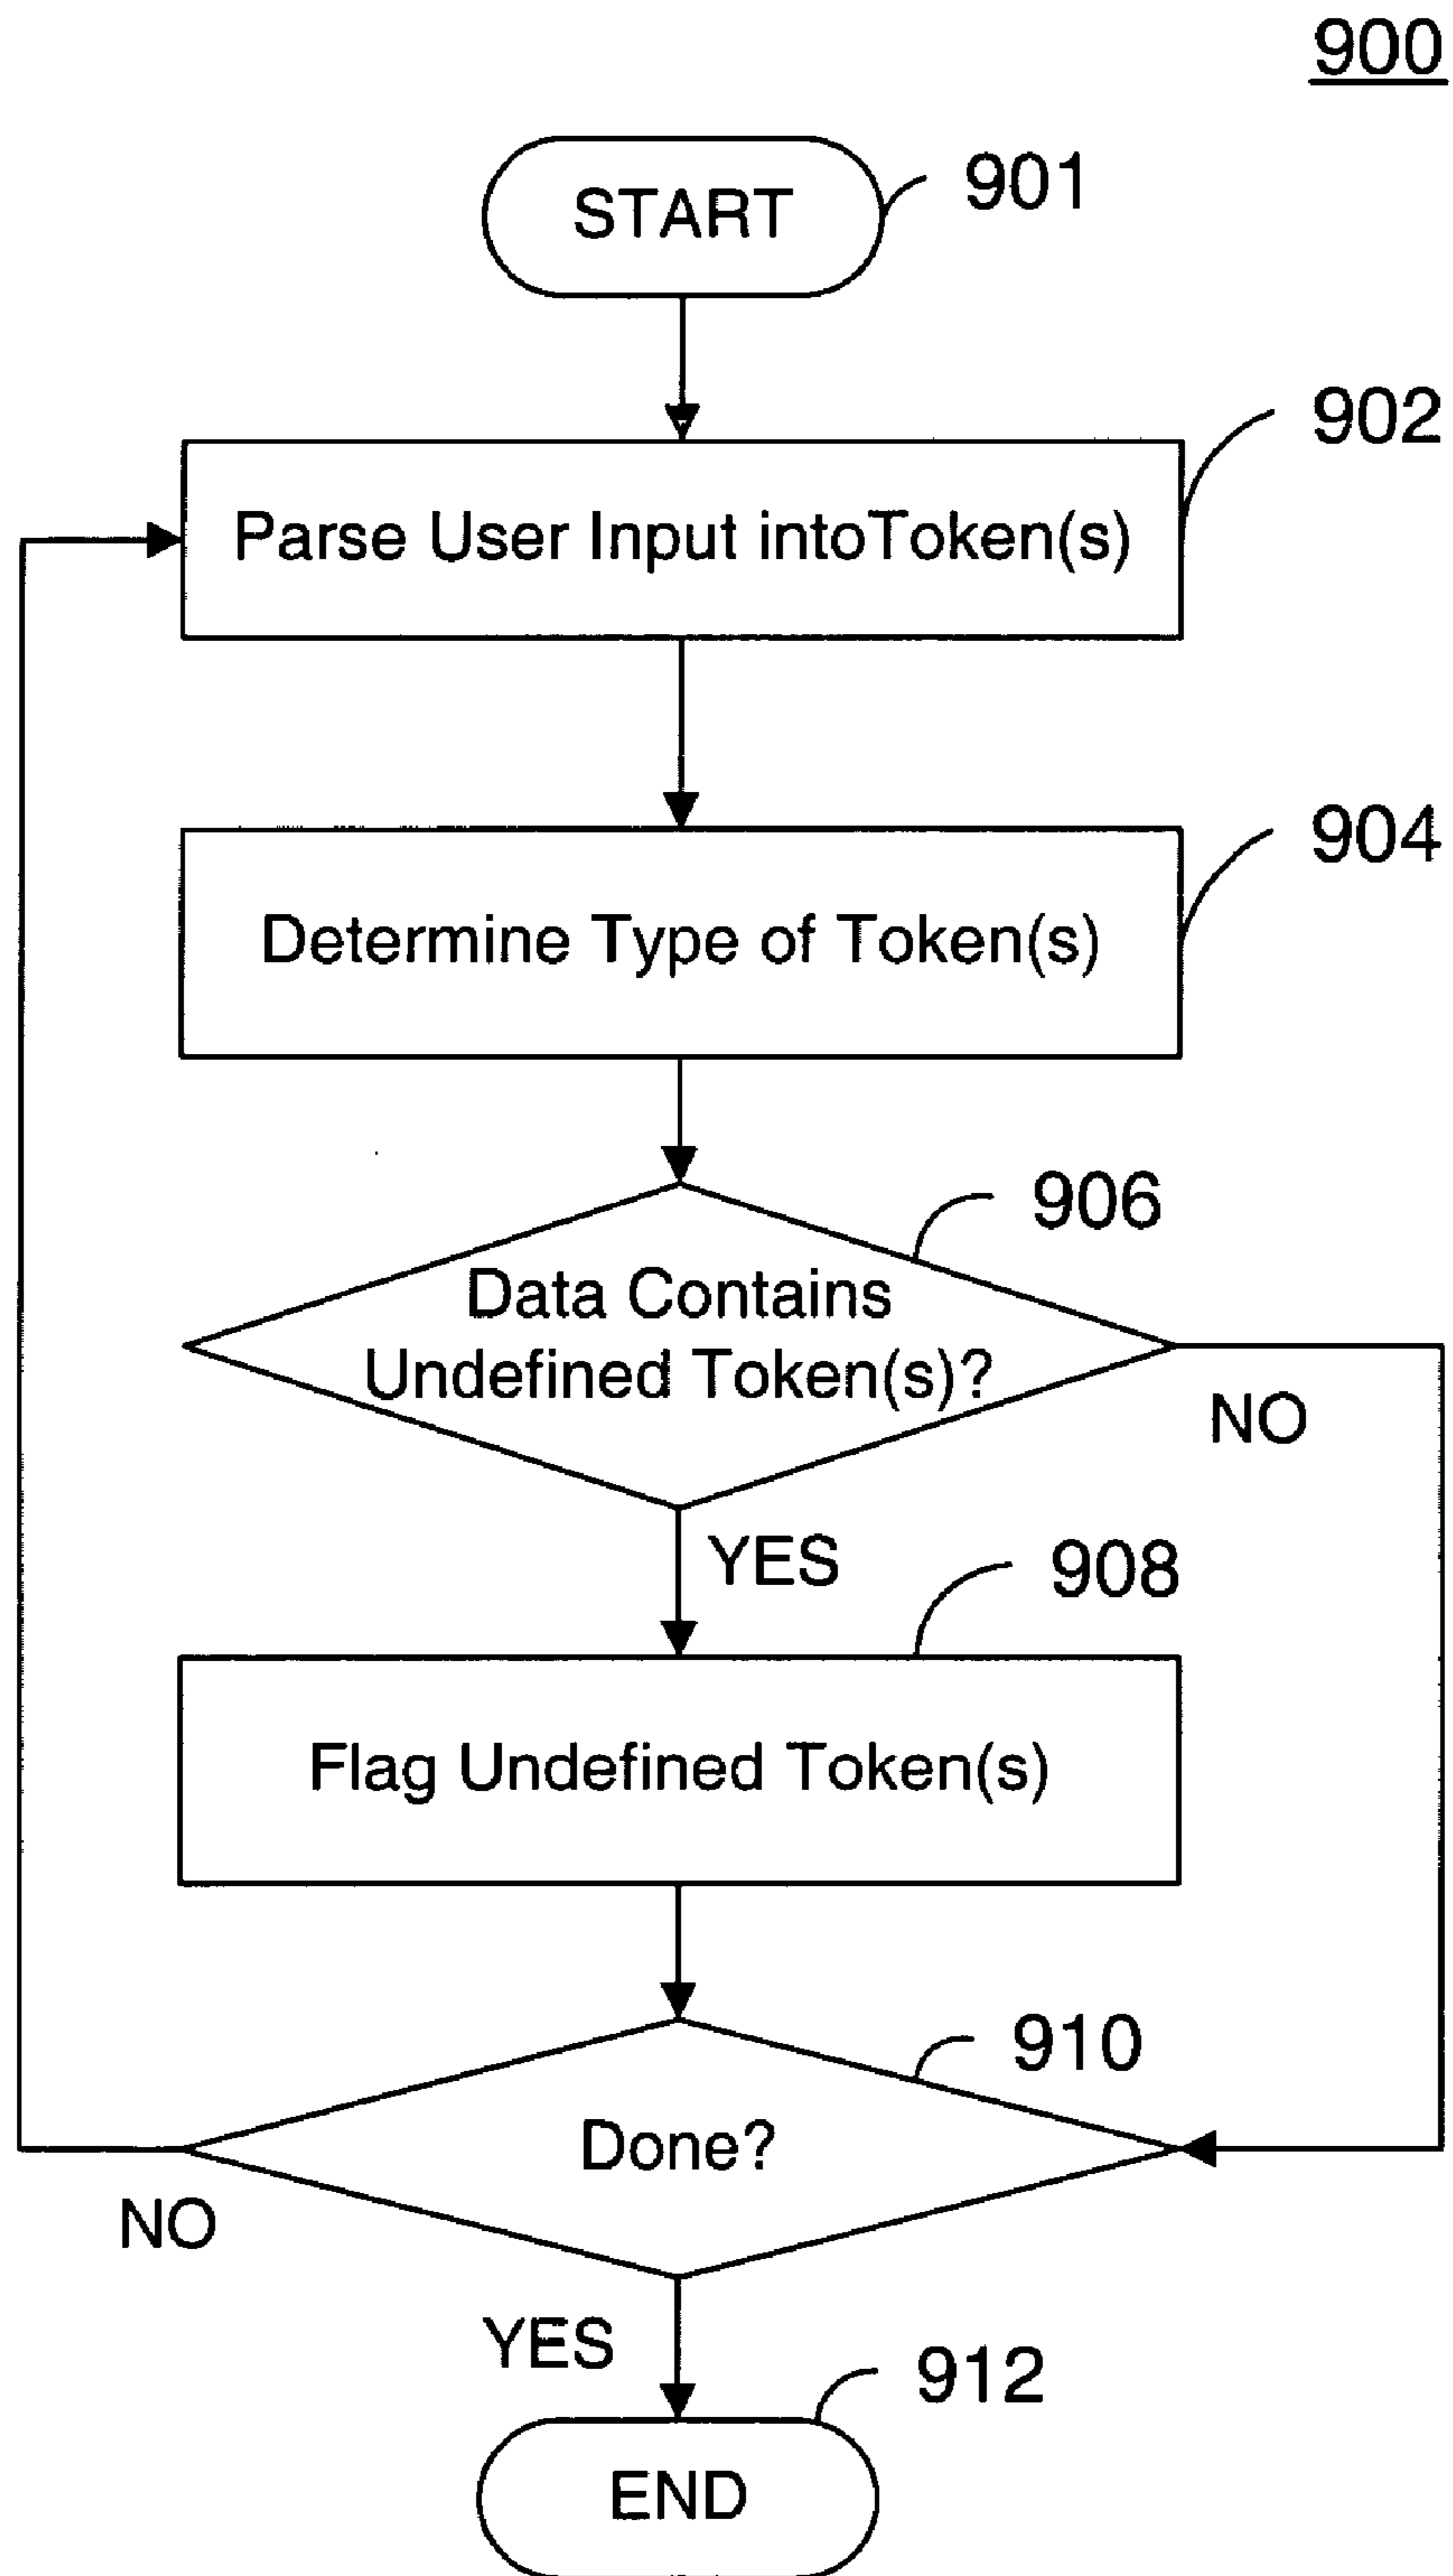 900
START
901
902
Parse User Input intoToken(s)
904
Determine Type of Token(s)
906
Data Contains
Undefined Token(s)?
NO
YES
908
Flag Undefined Token(s)
910
Done?
NO
YES
912
END